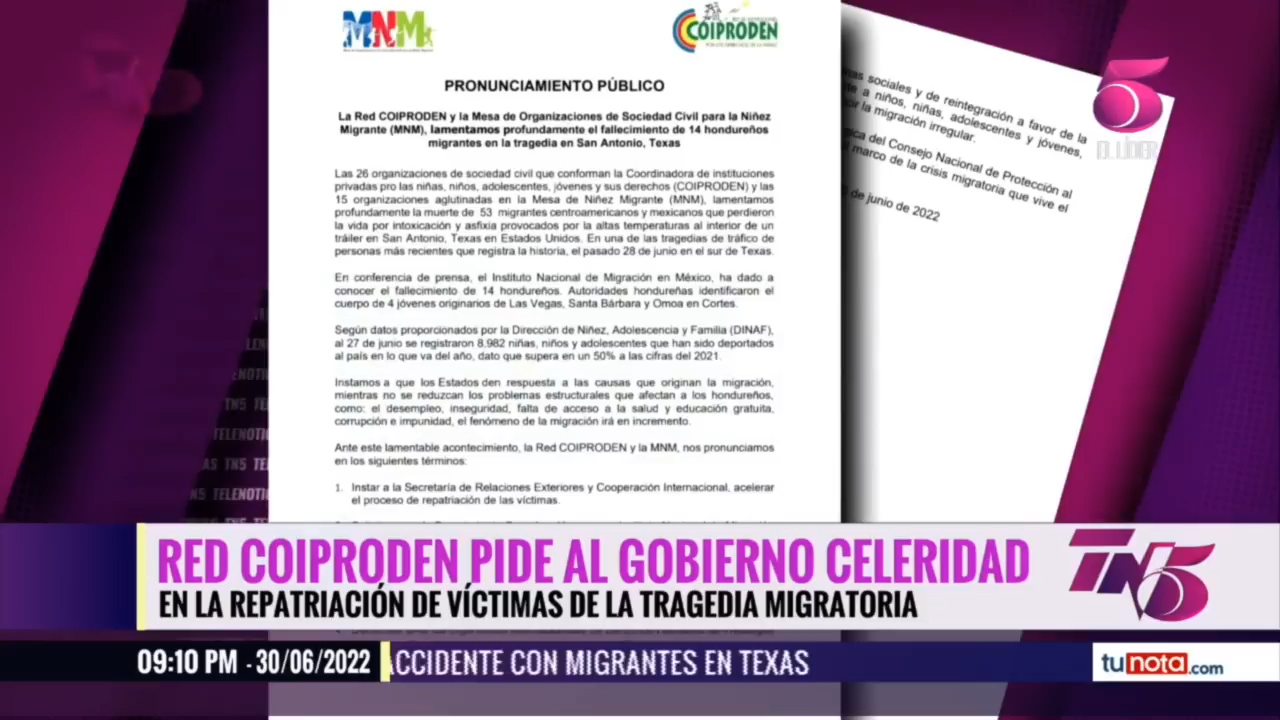 MNM
COIPRODEN
PRONUNCIAMIENTO PÚBLICO
La Red COIPRODEN y la Mesa de Organizaciones de Sociedad Civil para la Niñez
Migrante (MNM), lamentamos profundamente el fallecimiento de 14 hondureños
migrantes en la tragedia en San Antonio, Texas
Las 26 organizaciones de sociedad civil que conforman la Coordinadora de instituciones
privadas pro las niñas, niños, adolescentes, jóvenes y sus derechos (COIPRODEN) y las
15 organizaciones aglutinadas en la Mesa de Niñez Migrante (MNM), lamentamos
profundamente la muerte de 53 migrantes centroamericanos y mexicanos que perdieron
la vida por intoxicación y asfixia provocados por la altas temperaturas al interior de un
tráiler en San Antonio, Texas en Estados Unidos. En una de las tragedias de tráfico de
personas más recientes que registra la historia, el pasado 28 de junio en el sur de Texas.
En conferencia de prensa, el Instituto Nacional de Migración en México, ha dado a
conocer el fallecimiento de 14 hondureños. Autoridades hondureñas identificaron el
cuerpo de 4 jóvenes originarios de Las Vegas, Santa Bárbara y Omoa en Cortes.
Según datos proporcionados por la Dirección de Niñez, Adolescencia y Familia (DINAF),
al 27 de junio se registraron 8,982 niñas, niños y adolescentes que han sido deportados
al país en lo que va del año, dato que supera en un 50% a las cifras del 2021.
Instamos a que los Estados den respuesta a las causas que originan la migración,
mientras no se reduzcan los problemas estructurales que afectan a los hondureños,
como: el desempleo, inseguridad, falta de acceso a la salud y educación gratuita,
corrupción e impunidad, el fenómeno de la migración irá en incremento.
Ante este lamentable acontecimiento, la Red COIPRODEN y la MNM, nos pronunciamos
en los siguientes términos:
1. Instar a la Secretaría de Relaciones Exteriores y Cooperación Internacional, acelerar
el proceso de repatriación de las víctimas.
sociales y de reintegración a favor de la
a niños, niñas, adolescentes y jóvenes,
la migración irregular.
del Consejo Nacional de Protección al
marco de la crisis migratoria que vive el
de junio de 2022
5
EL LÍDER
TELENOTI
TN5 TELE
TELENOTIC
AS TN5 TEL
N5 TELENOTIC
RED COIPRODEN PIDE AL GOBIERNO CELERIDAD
EN LA REPATRIACIÓN DE VÍCTIMAS DE LA TRAGEDIA MIGRATORIA
TN5
09:10 PM - 30/06/2022 ACCIDENTE CON MIGRANTES EN TEXAS
tunota.com